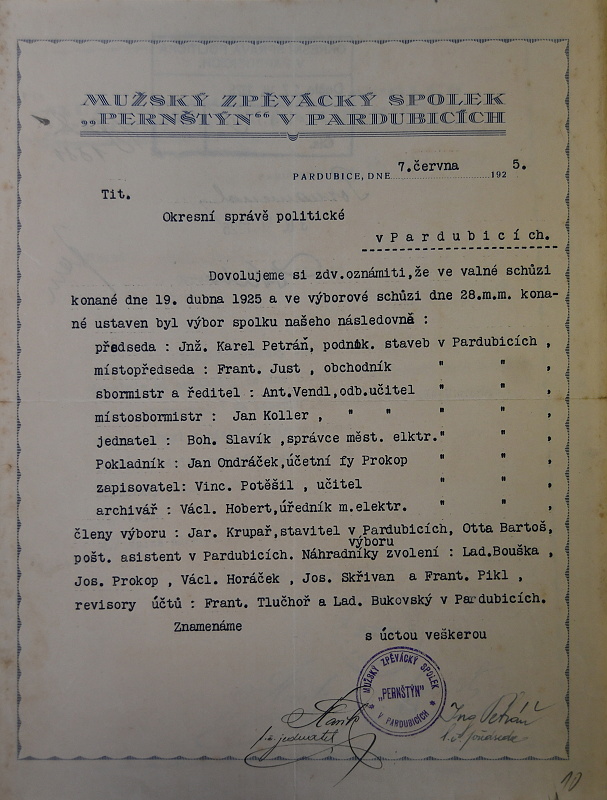 MUŽSKÝ ZPĚVÁCKÝ SPOLEK
„PERNŠTÝN“ V PARDUBICÍCH
PARDUBICE, DNE 7.června 1925.
Tit.
Okresní správě politické
v Pardubicích.
Dovolujeme si zdv.oznámiti,že ve valné schůzi
konané dne 19. dubna 1925 a ve výborové schůzi dne 28.m.m. kona-
né ustaven byl výbor spolku našeho následovně :
předseda : Jnž. Karel Petráň, podnik. staveb v Pardubicích ,
místopředseda : Frant. Just , obchodník " " ,
sbormistr a ředitel : Ant.Vendl,odb.učitel " " ,
místosbormistr : Jan Koller , " " " " ,
jednatel : Boh. Slavík ,správce měst. elktr." " ,
Pokladník : Jan Ondráček,účetní fy Prokop " " ,
zapisovatel: Vinc. Potěšil , učitel " " ,
archivář : Václ. Hobert,úředník m.elektr. " " ,
členy výboru : Jar. Krupař,stavitel v Pardubicích, Otta Bartoš,
výboru
pošt. asistent v Pardubicích. Náhradníky zvoleni : Lad.Bouška ,
Jos. Prokop , Václ. Horáček , Jos. Skřivan a Frant. Pikl ,
revisory účtů : Frant. Tlučhoř a Lad. Bukovský v Pardubicích.
Znamenáme
s úctou veškerou
MUŽSKÝ ZPĚVÁCKÝ SPOLEK
„PERNŠTÝN“
V PARDUBICÍCH
Slavík
t.č. jednatel
Ing Petráň
t.č. předseda
10